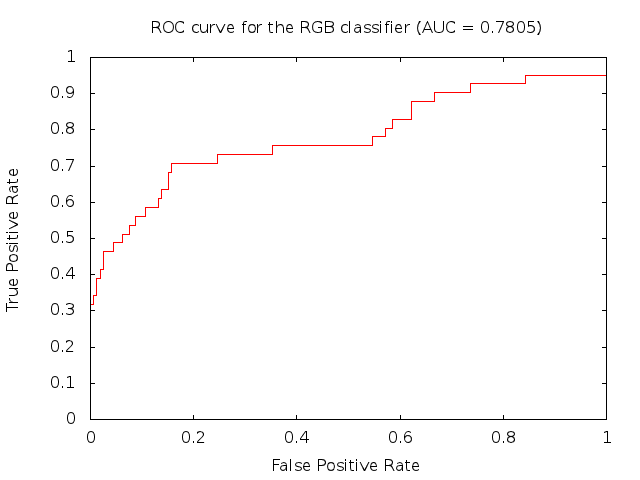 ROC curve for the RGB classifier (AUC = 0.7805)
1
0.9
0.8
0.7
0.6
0.5
0.4
0.3
0.2
0.1
0
True Positive Rate
0 0.2 0.4 0.6 0.8 1
False Positive Rate